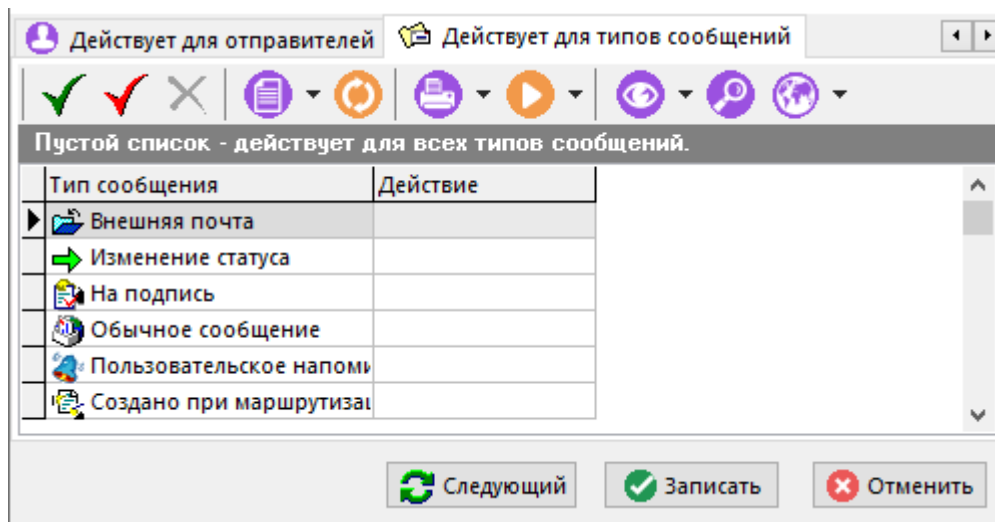 Действует для отправителей Действует для типов сообщений
Пустой список - действует для всех типов сообщений.
Тип сообщения Действие
Внешняя почта
Изменение статуса
На подпись
Обычное сообщение
Пользовательское напоми
Создано при маршрутизац
Следующий Записать Отменить